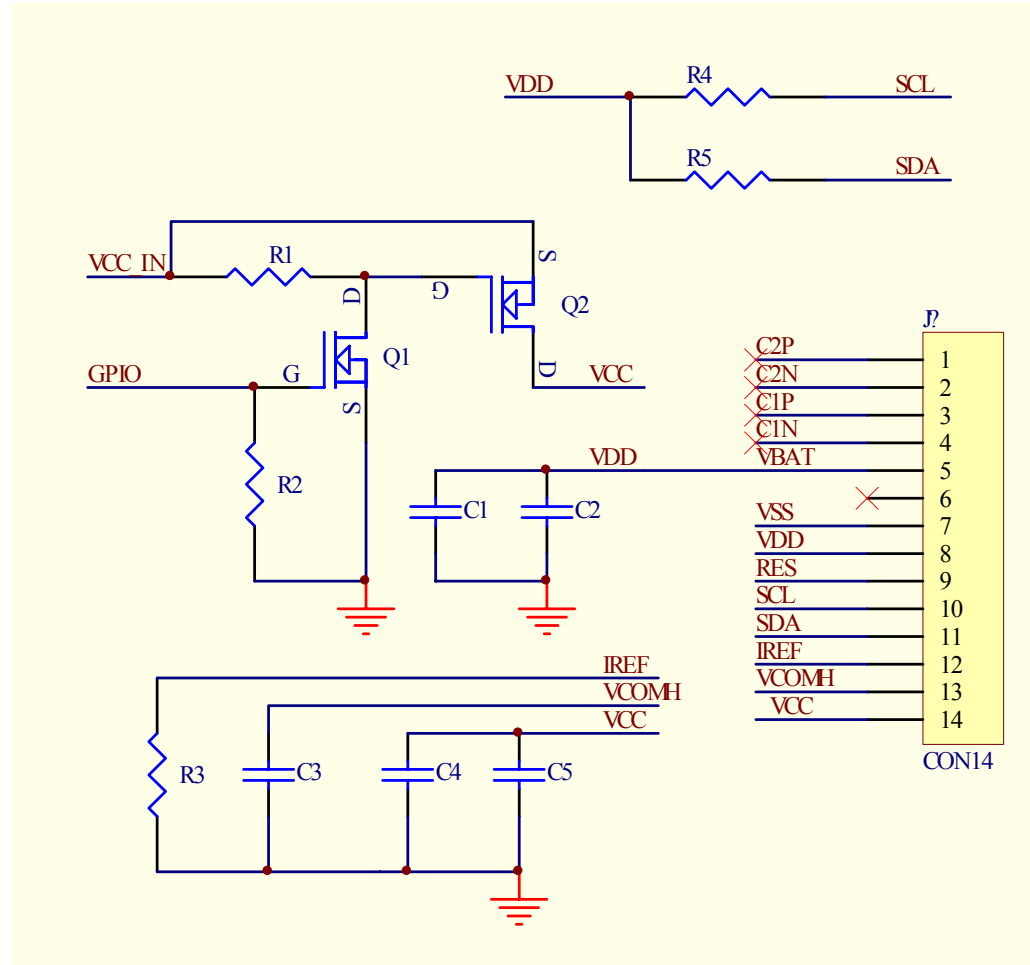 VDD R4 SCL
R5 SDA
VCC_IN R1 D G S Q2
D VCC
GPIO G Q1 S
R2
VDD
C1 C2
J?
C2P 1
C2N 2
C1P 3
C1N 4
VBAT 5
6
VSS 7
VDD 8
RES 9
SCL 10
SDA 11
IREF 12
VCOMH 13
VCC 14
CON14
IREF
VCOMH
VCC
R3 C3 C4 C5